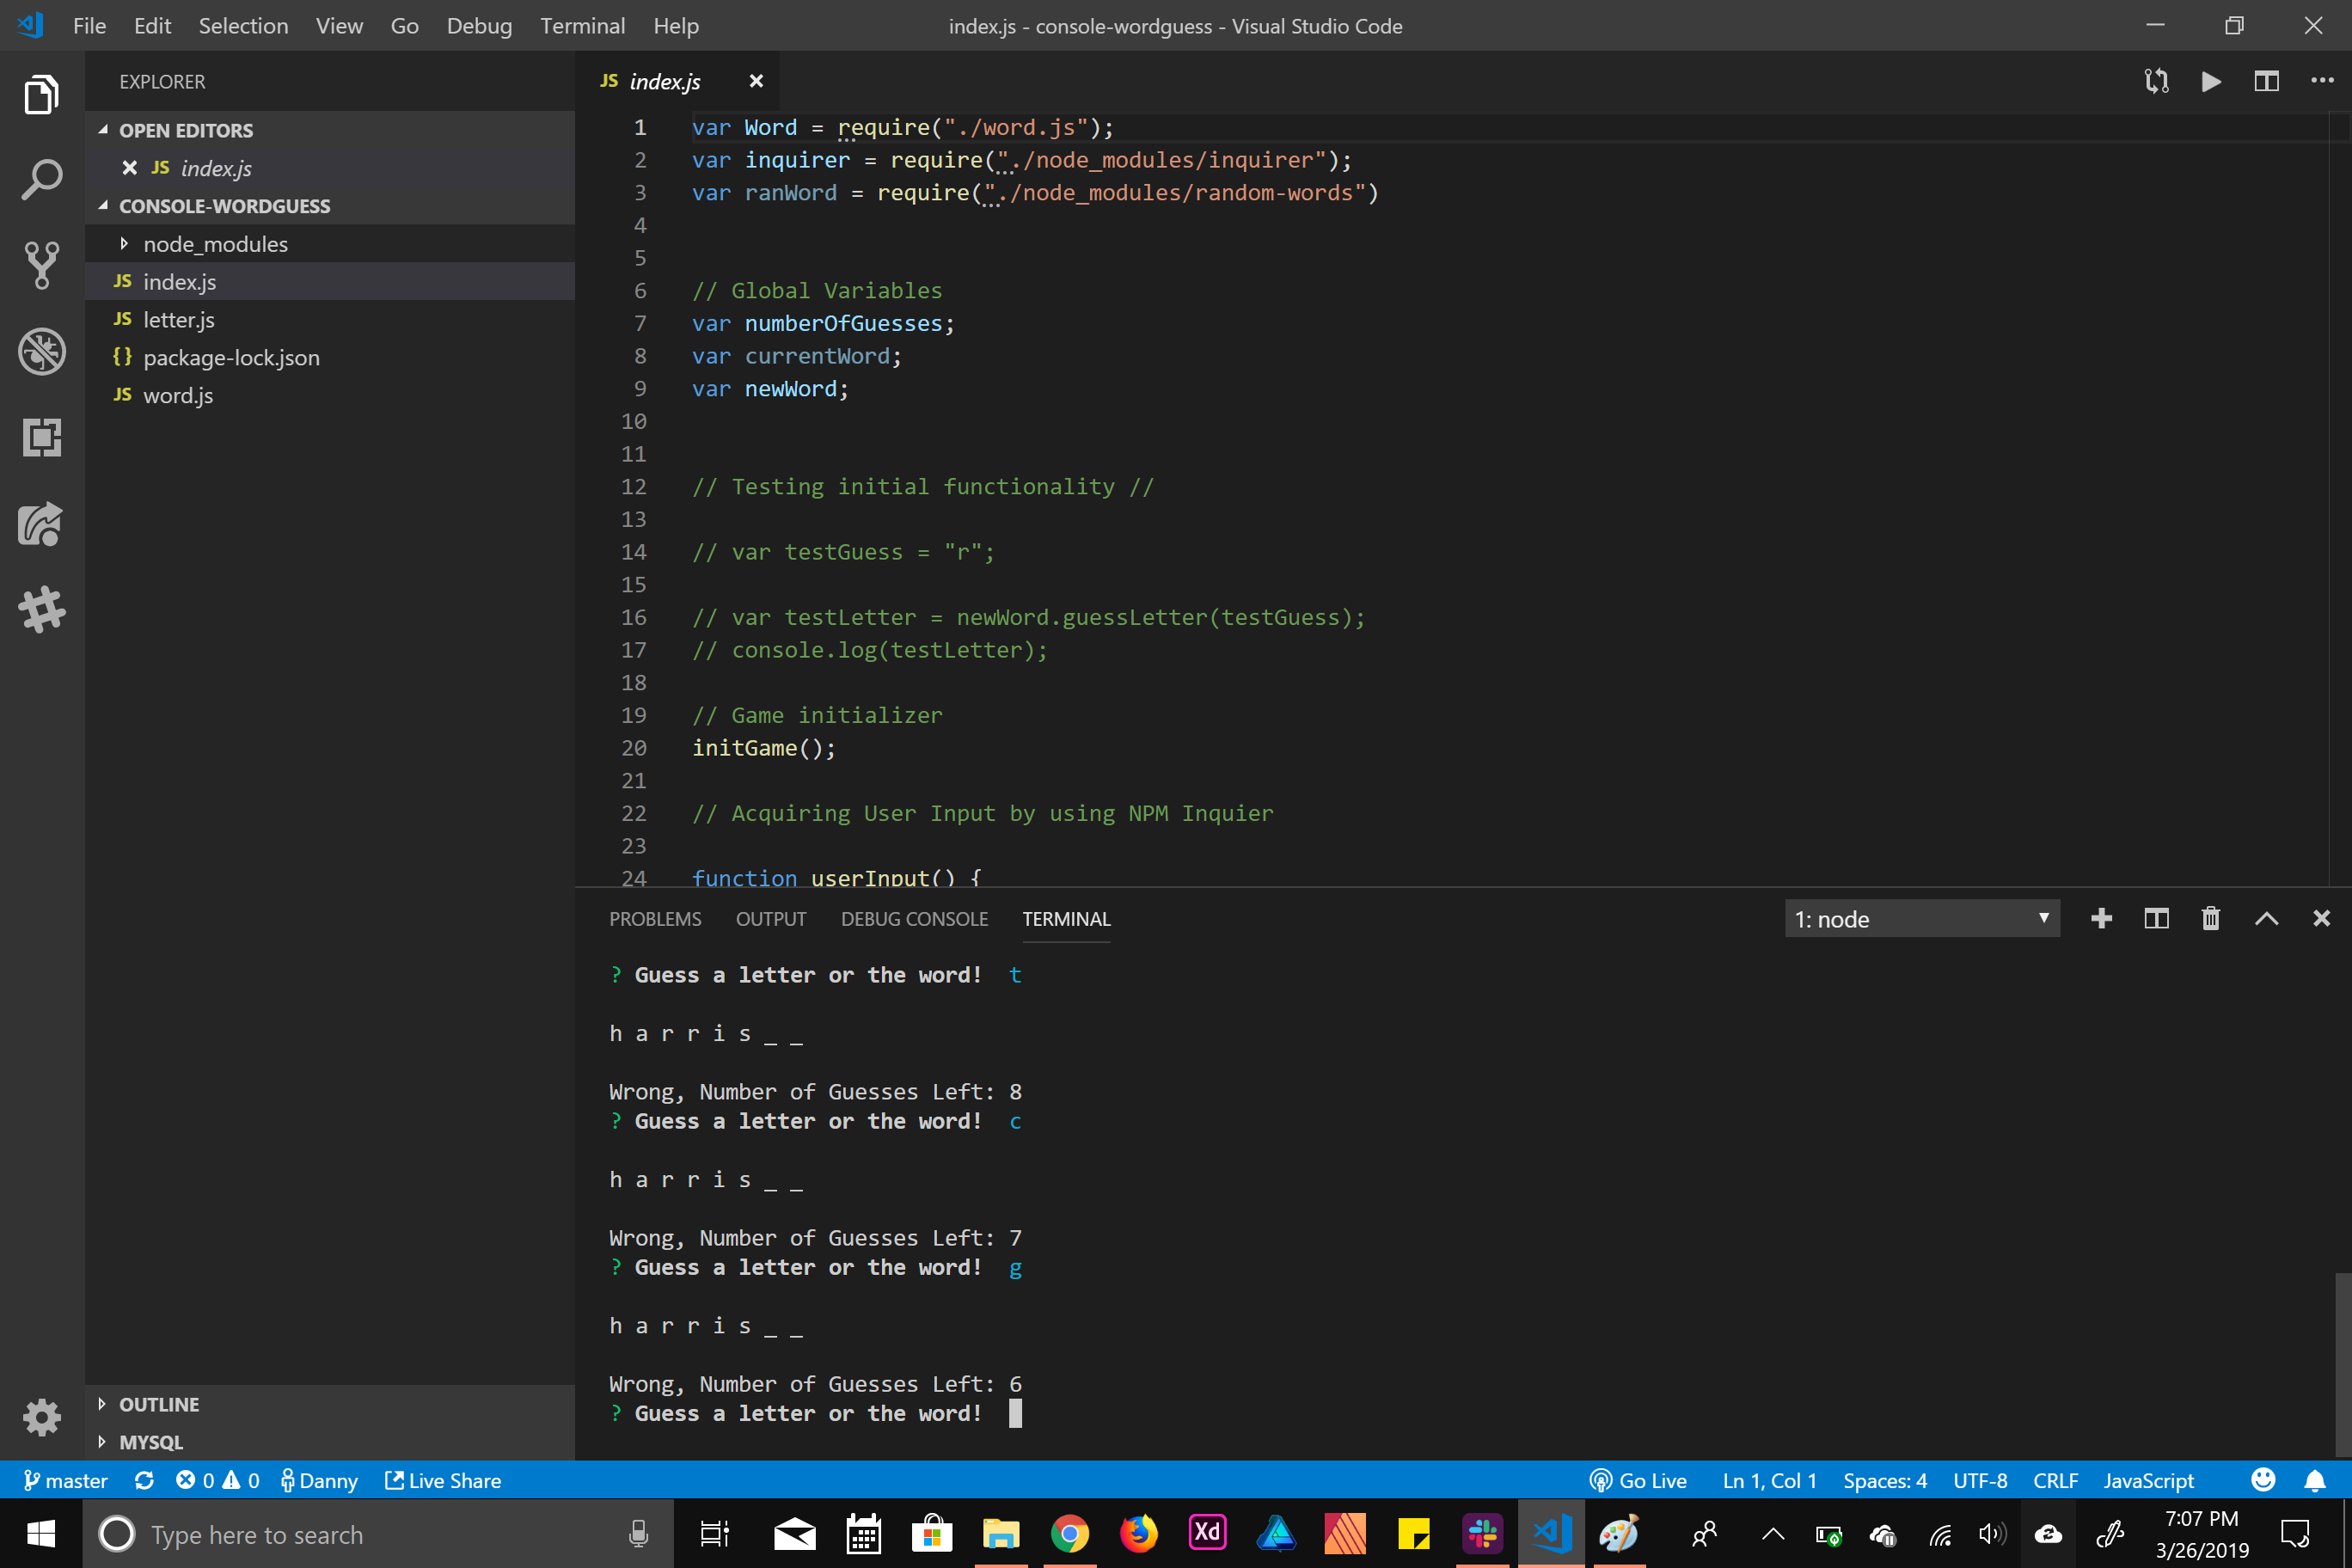 File Edit Selection View Go Debug Terminal Help
index.js - console-wordguess - Visual Studio Code
EXPLORER
OPEN EDITORS
JS index.js
CONSOLE-WORDGUESS
node_modules
JS index.js
JS letter.js
{} package-lock.json
JS word.js
OUTLINE
MYSQL
JS index.js
1 var Word = require("./word.js");
2 var inquirer = require("./node_modules/inquirer");
3 var ranWord = require("./node_modules/random-words")
4
5
6 // Global Variables
7 var numberOfGuesses;
8 var currentWord;
9 var newWord;
10
11
12 // Testing initial functionality //
13
14 // var testGuess = "r";
15
16 // var testLetter = newWord.guessLetter(testGuess);
17 // console.log(testLetter);
18
19 // Game initializer
20 initGame();
21
22 // Acquiring User Input by using NPM Inquier
23
24 function userInput() {
PROBLEMS OUTPUT DEBUG CONSOLE TERMINAL
1: node
? Guess a letter or the word! t
h a r r i s _ _
Wrong, Number of Guesses Left: 8
? Guess a letter or the word! c
h a r r i s _ _
Wrong, Number of Guesses Left: 7
? Guess a letter or the word! g
h a r r i s _ _
Wrong, Number of Guesses Left: 6
? Guess a letter or the word!
master 0 0 Danny Live Share
Go Live Ln 1, Col 1 Spaces: 4 UTF-8 CRLF JavaScript
Type here to search
Xd
7:07 PM
3/26/2019